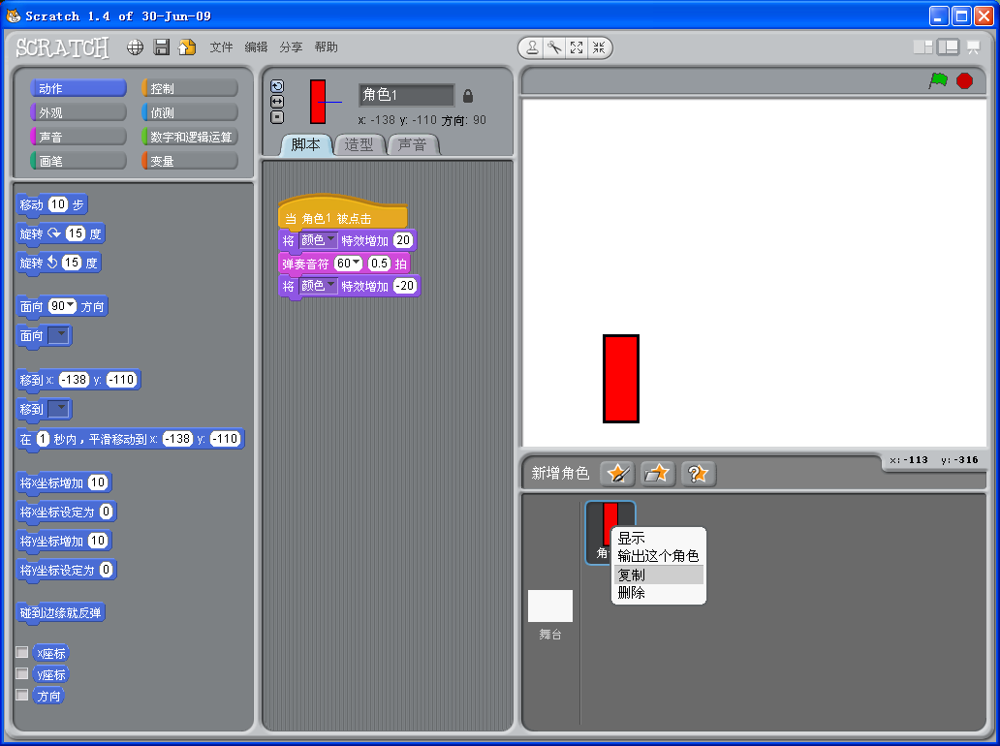 Scratch 1.4 of 30-Jun-09
SCRATCH 文件 编辑 分享 帮助
动作 控制
外观 侦测
声音 数字和逻辑运算
画笔 变量
移动 10 步
旋转 15 度
旋转 15 度
面向 90 方向
面向
移到 x: -138 y: -110
移到
在 1 秒内，平滑移动到 x: -138 y: -110
将x坐标增加 10
将x坐标设定为 0
将y坐标增加 10
将y坐标设定为 0
碰到边缘就反弹
x座标
y座标
方向
角色1
x: -138 y: -110 方向: 90
脚本 造型 声音
当 角色1 被点击
将 颜色 特效增加 20
弹奏音符 60 0.5 拍
将 颜色 特效增加 -20
x: -113 y: -316
新增角色
角
舞台
显示
输出这个角色
复制
删除